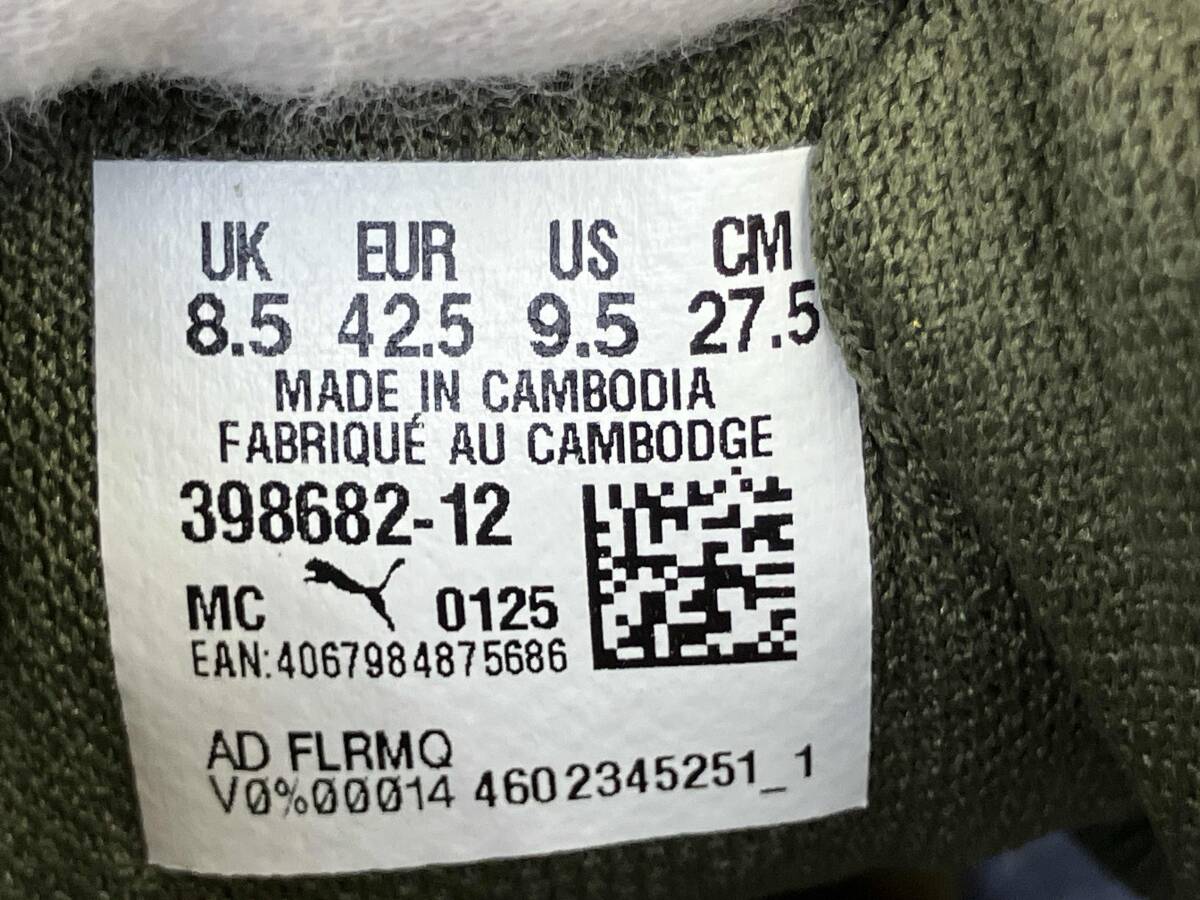 UK EUR US CM
8.5 42.5 9.5 27.5
MADE IN CAMBODIA
FABRIQUÉ AU CAMBODGE
398682-12
MC 0125
EAN:4067984875686
AD FLRMQ
V0%00014 4602345251_1